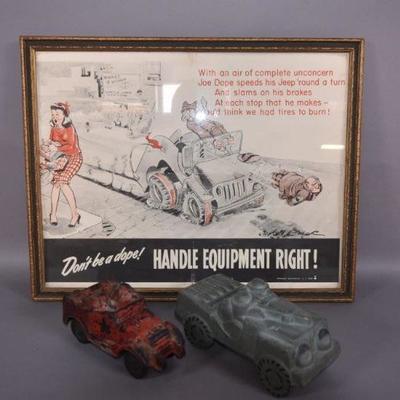 With an air of complete unconcern
Joe Dope speeds his Jeep 'round a turn
And slams on his brakes
At each stop that he makes -
You'd think we had tires to burn!
Don't be a dope! HANDLE EQUIPMENT RIGHT!